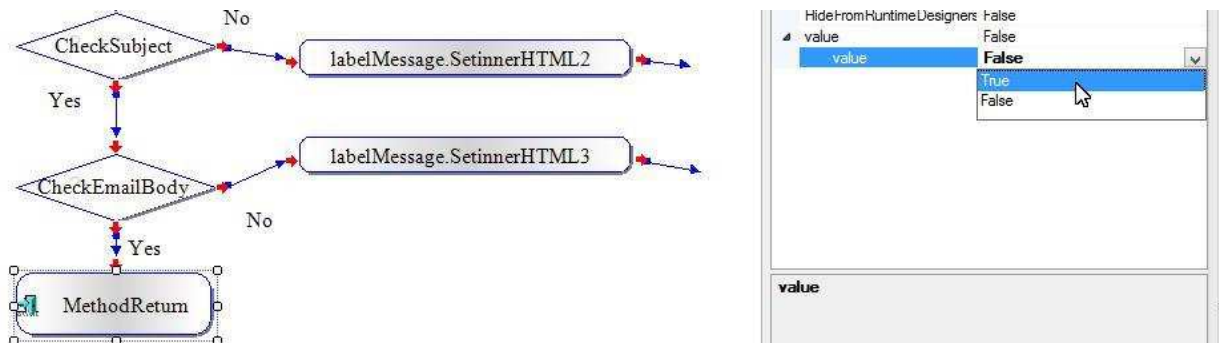 No
CheckSubject
labelMessage.SetinnerHTML2
Yes
labelMessage.SetinnerHTML3
CheckEmailBody
No
Yes
MethodReturn
HideFromRuntimeDesigners False
value False
value False
True
False
value